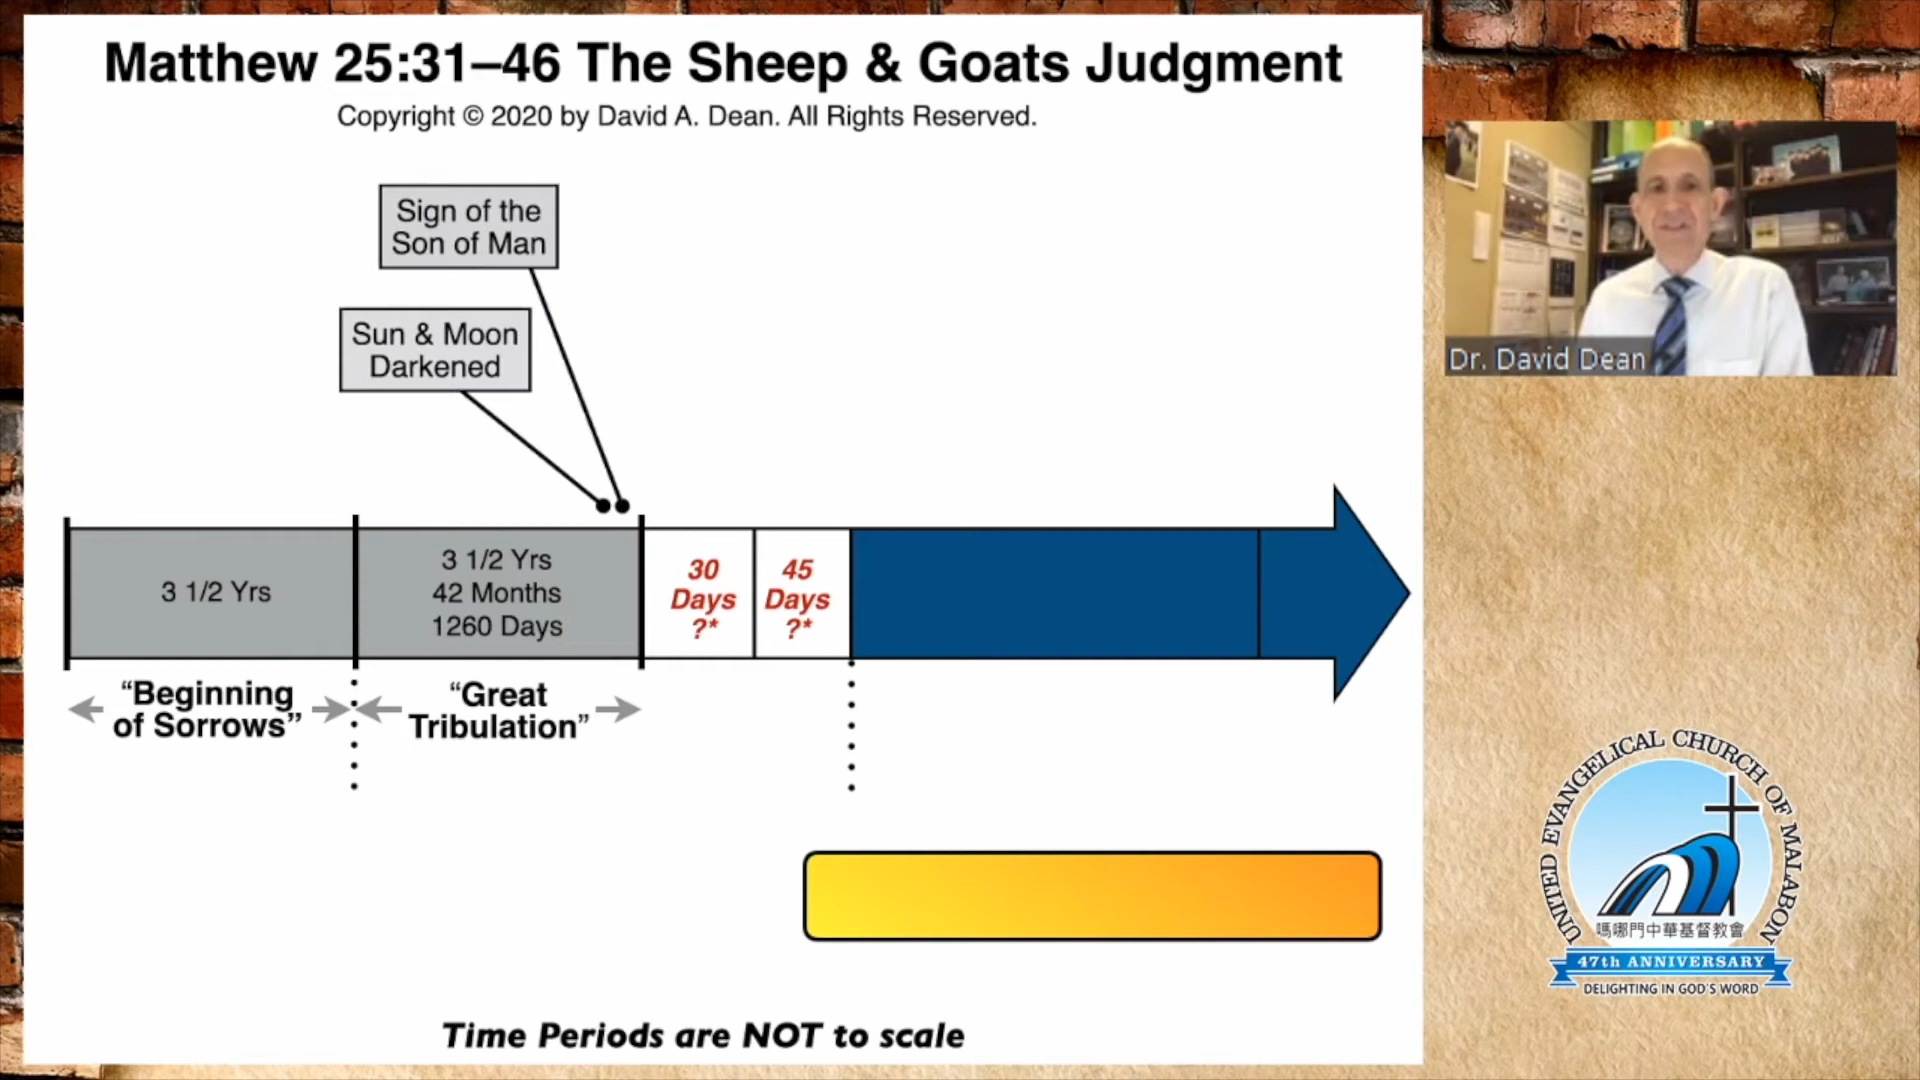 Matthew 25:31–46 The Sheep & Goats Judgment
Copyright © 2020 by David A. Dean. All Rights Reserved.
Sign of the
Son of Man
Sun & Moon
Darkened
3 1/2 Yrs
3 1/2 Yrs
42 Months
1260 Days
30
Days
?*
45
Days
?*
“Beginning
of Sorrows”
“Great
Tribulation”
Time Periods are NOT to scale
Dr. David Dean
UNITED EVANGELICAL CHURCH OF MALABON
嗎哪門中華基督教會
47th ANNIVERSARY
DELIGHTING IN GOD'S WORD